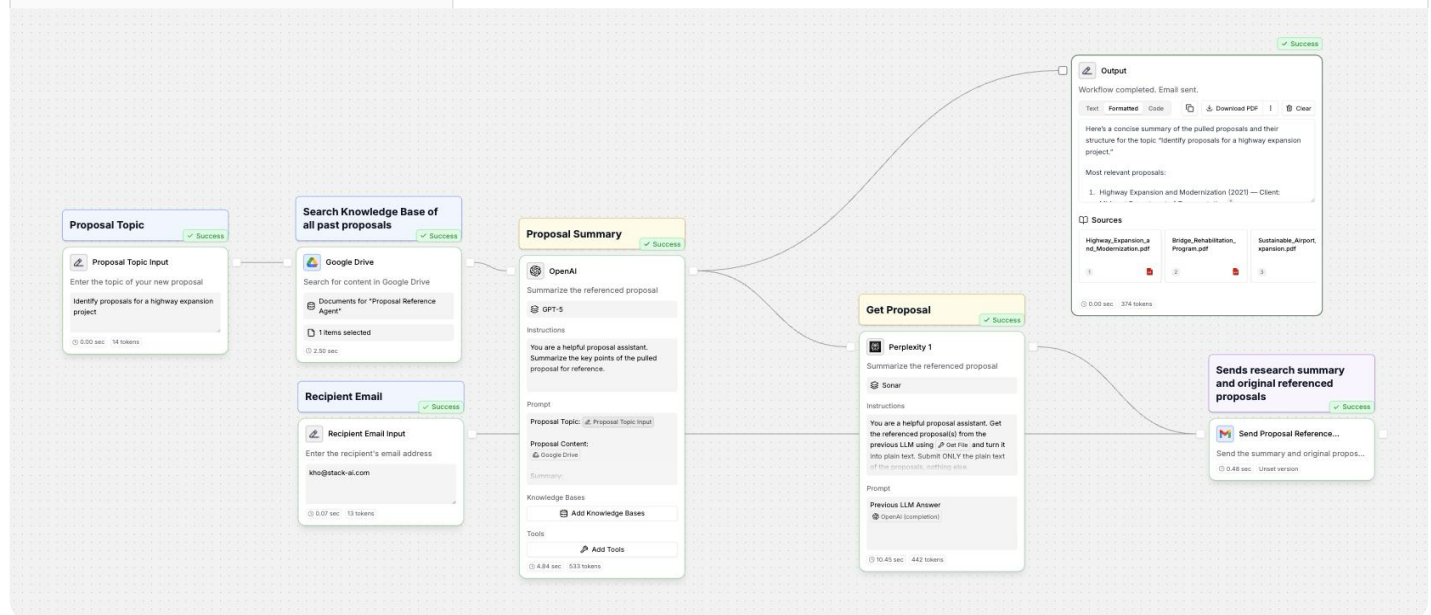 Proposal Topic
✓ Success
Proposal Topic Input
Enter the topic of your new proposal
Identify proposals for a highway expansion
project
0.00 sec 14 tokens
Search Knowledge Base of
all past proposals
✓ Success
Google Drive
Search for content in Google Drive
Documents for "Proposal Reference
Agent"
1 items selected
2.50 sec
Recipient Email
✓ Success
Recipient Email Input
Enter the recipient's email address
kho@stack-ai.com
0.07 sec 13 tokens
Proposal Summary
✓ Success
OpenAI
Summarize the referenced proposal
GPT-5
Instructions
You are a helpful proposal assistant.
Summarize the key points of the pulled
proposal for reference.
Prompt
Proposal Topic: Proposal Topic Input
Proposal Content:
Google Drive
Summary:
Knowledge Bases
Add Knowledge Bases
Tools
Add Tools
4.84 sec 533 tokens
Get Proposal
✓ Success
Perplexity 1
Summarize the referenced proposal
Sonar
Instructions
You are a helpful proposal assistant. Get
the referenced proposal(s) from the
previous LLM using Get File and turn it
into plain text. Submit ONLY the plain text
of the proposals, nothing else.
Prompt
Previous LLM Answer
OpenAI (completion)
10.45 sec 442 tokens
✓ Success
Output
Workflow completed. Email sent.
Text Formatted Code Download PDF Clear
Here's a concise summary of the pulled proposals and their
structure for the topic "Identify proposals for a highway expansion
project."
Most relevant proposals:
1. Highway Expansion and Modernization (2021) — Client:
Sources
Highway_Expansion_a
nd_Modernization.pdf
1
Bridge_Rehabilitation_
Program.pdf
2
Sustainable_Airport_
xpansion.pdf
3
0.00 sec 374 tokens
Sends research summary
and original referenced
proposals
✓ Success
Send Proposal Reference...
Send the summary and original propos...
0.48 sec Unset version